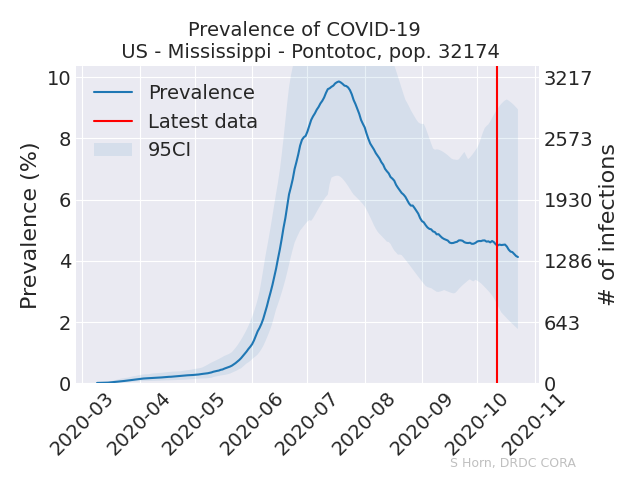 Prevalence of COVID-19
US - Mississippi - Pontotoc, pop. 32174
Prevalence (%)
10
8
6
4
2
0
Prevalence
Latest data
95CI
3217
2573
1930
1286
643
0
# of infections
2020-03
2020-04
2020-05
2020-06
2020-07
2020-08
2020-09
2020-10
2020-11
S Horn, DRDC CORA